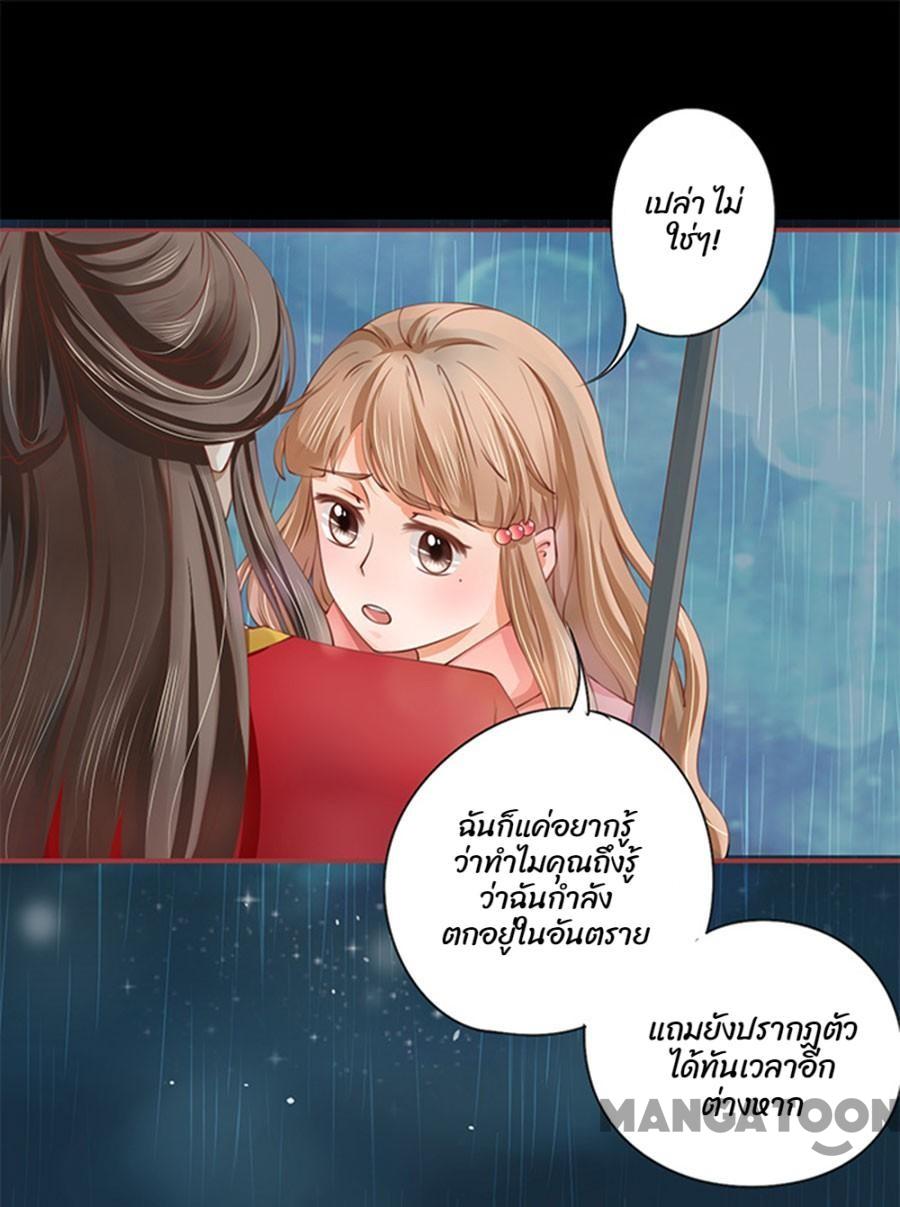 เปล่า ไม่
ใช่ๆ!
ฉันก็แค่อยากรู้
ว่าทำไมคุณถึงรู้
ว่าฉันกำลัง
ตกอยู่ในอันตราย
แถมยังปรากฏตัว
ได้ทันเวลาอีก
ต่างหาก
MANGATOON